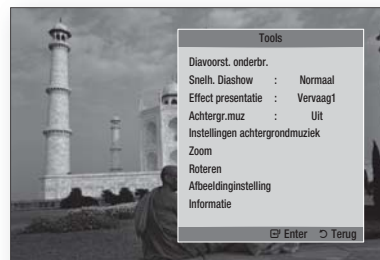 Tools
Diavoorst. onderbr.
Snelh. Diashow : Normaal
Effect presentatie : Vervaag1
Achtergr.muz : Uit
Instellingen achtergrondmuziek
Zoom
Roteren
Afbeeldinginstelling
Informatie
Enter Terug